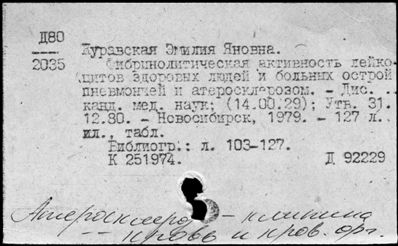 Д80
2035
Журавская Эмилия Яновна.
Фибринолитическая активность лейко-
цитов здоровых людей и больных острой
пневмонией и атеросклерозом. - Дис. ...
канд. мед. наук; (14.00.29); Утв. 31.
12.80. - Новосибирск, 1979. - 127 л.,
ил., табл.
Библиогр.: л. 103-127.
К 251974. Д 92229
Атеросклероз - клиника
-- кровь и кров. орг.